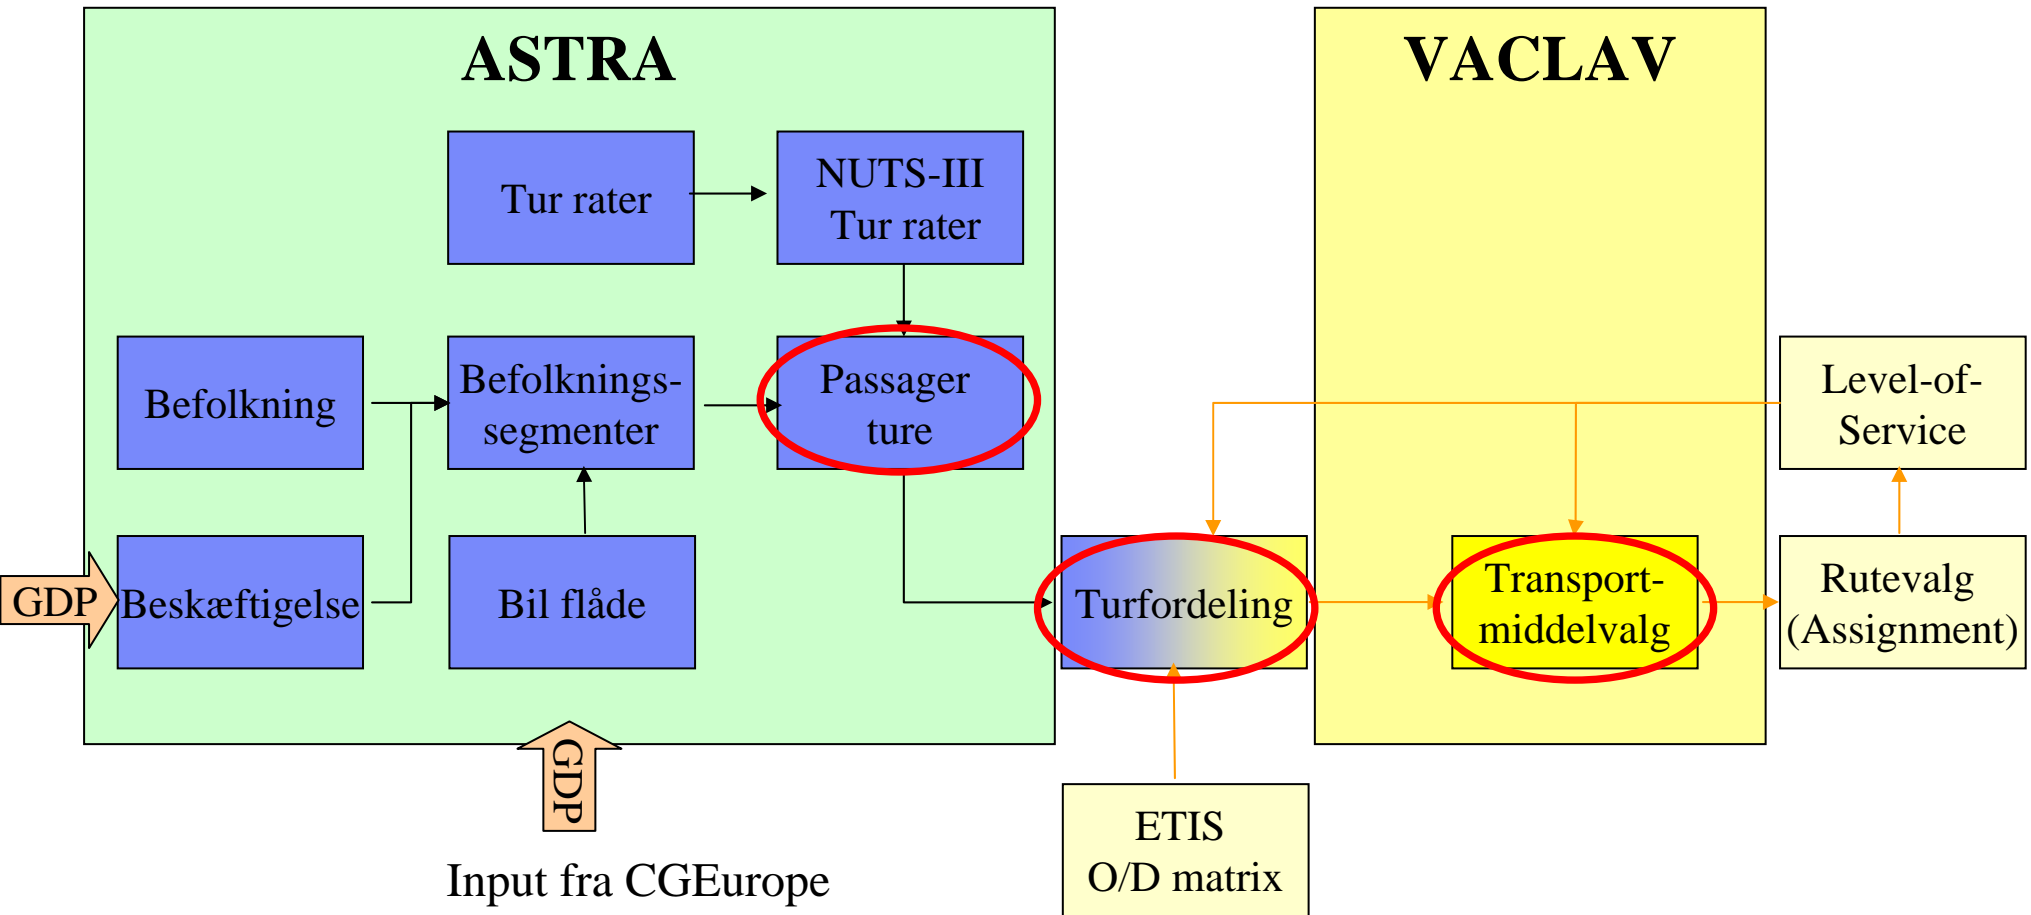 ASTRA
VACLAV
Tur rater
NUTS-III
Tur rater
Befolkning
Befolknings-
segmenter
Passager
ture
Level-of-
Service
GDP
Beskæftigelse
Bil flåde
Turfordeling
Transport-
middelvalg
Rutevalg
(Assignment)
GDP
Input fra CGEurope
ETIS
O/D matrix